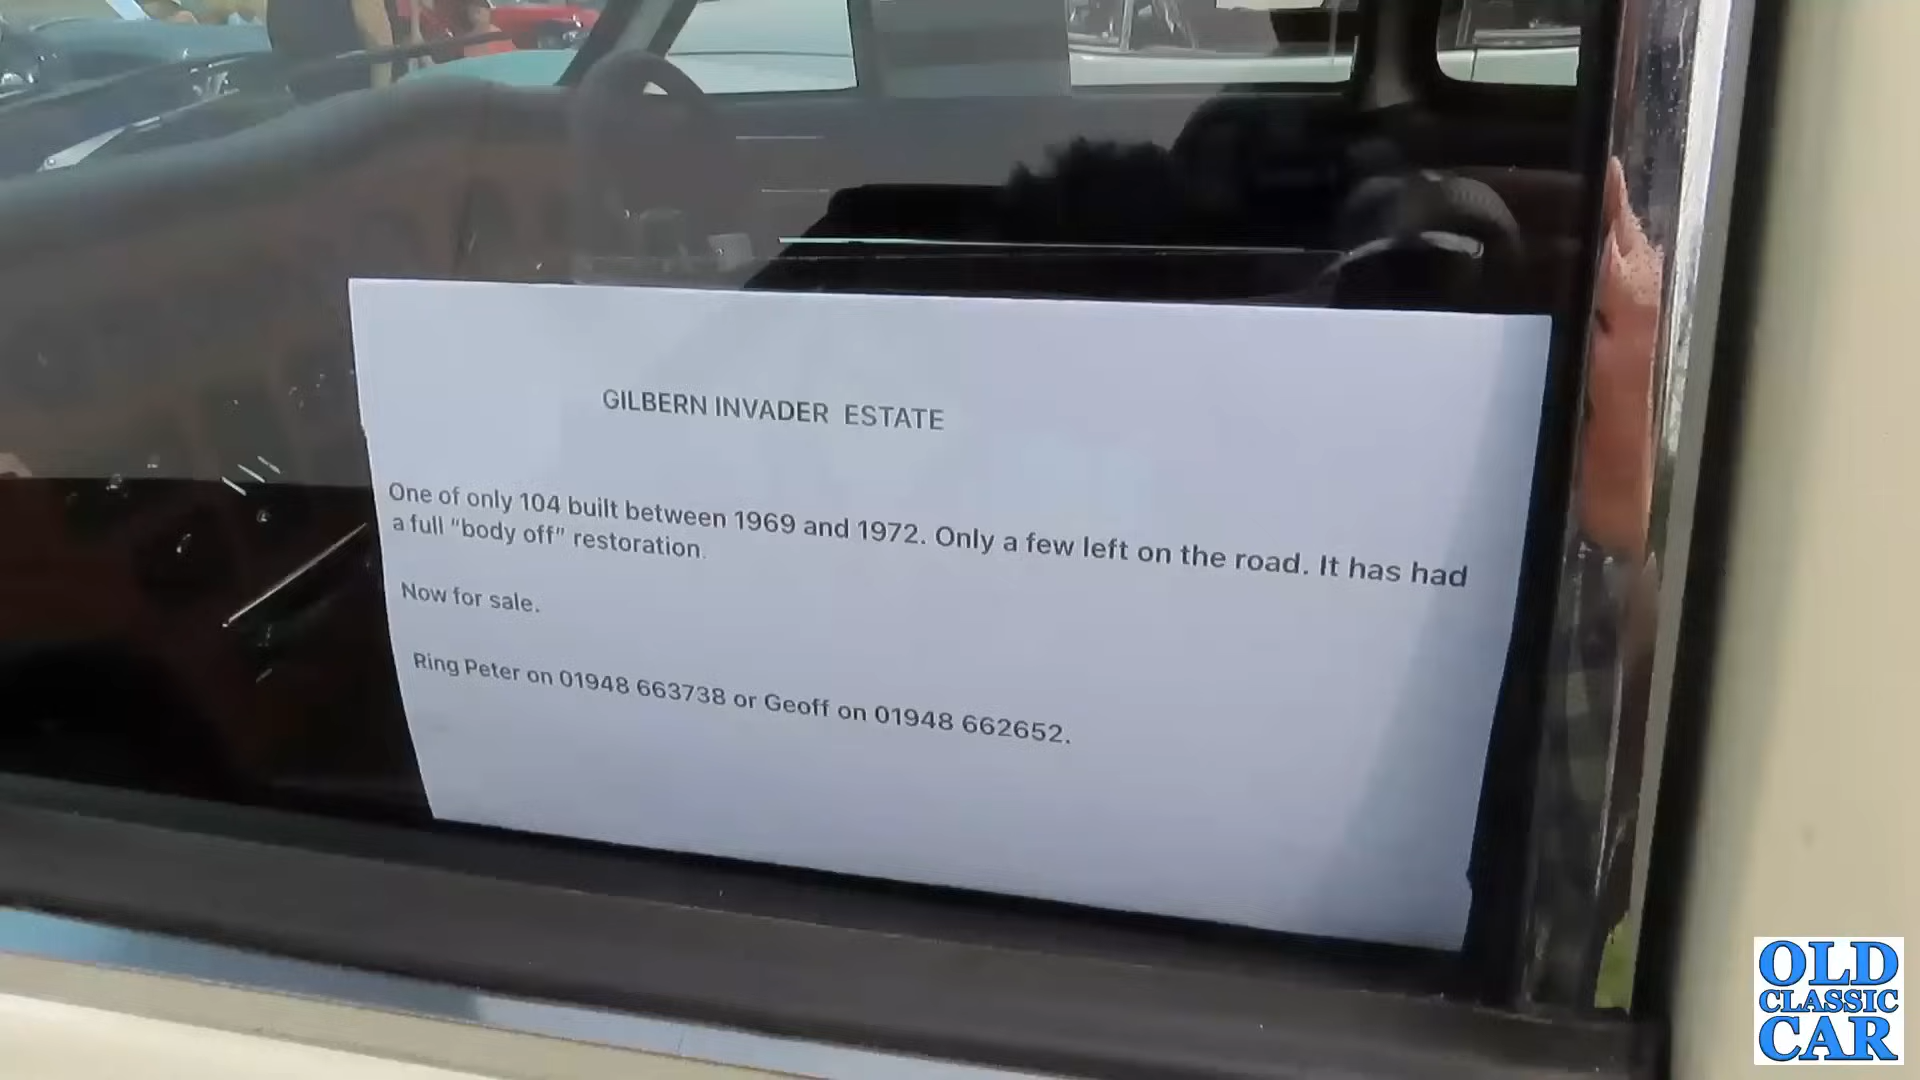 GILBERN INVADER ESTATE
One of only 104 built between 1969 and 1972. Only a few left on the road. It has had
a full “body off” restoration.
Now for sale.
Ring Peter on 01948 663738 or Geoff on 01948 662652.
OLD
CLASSIC
CAR